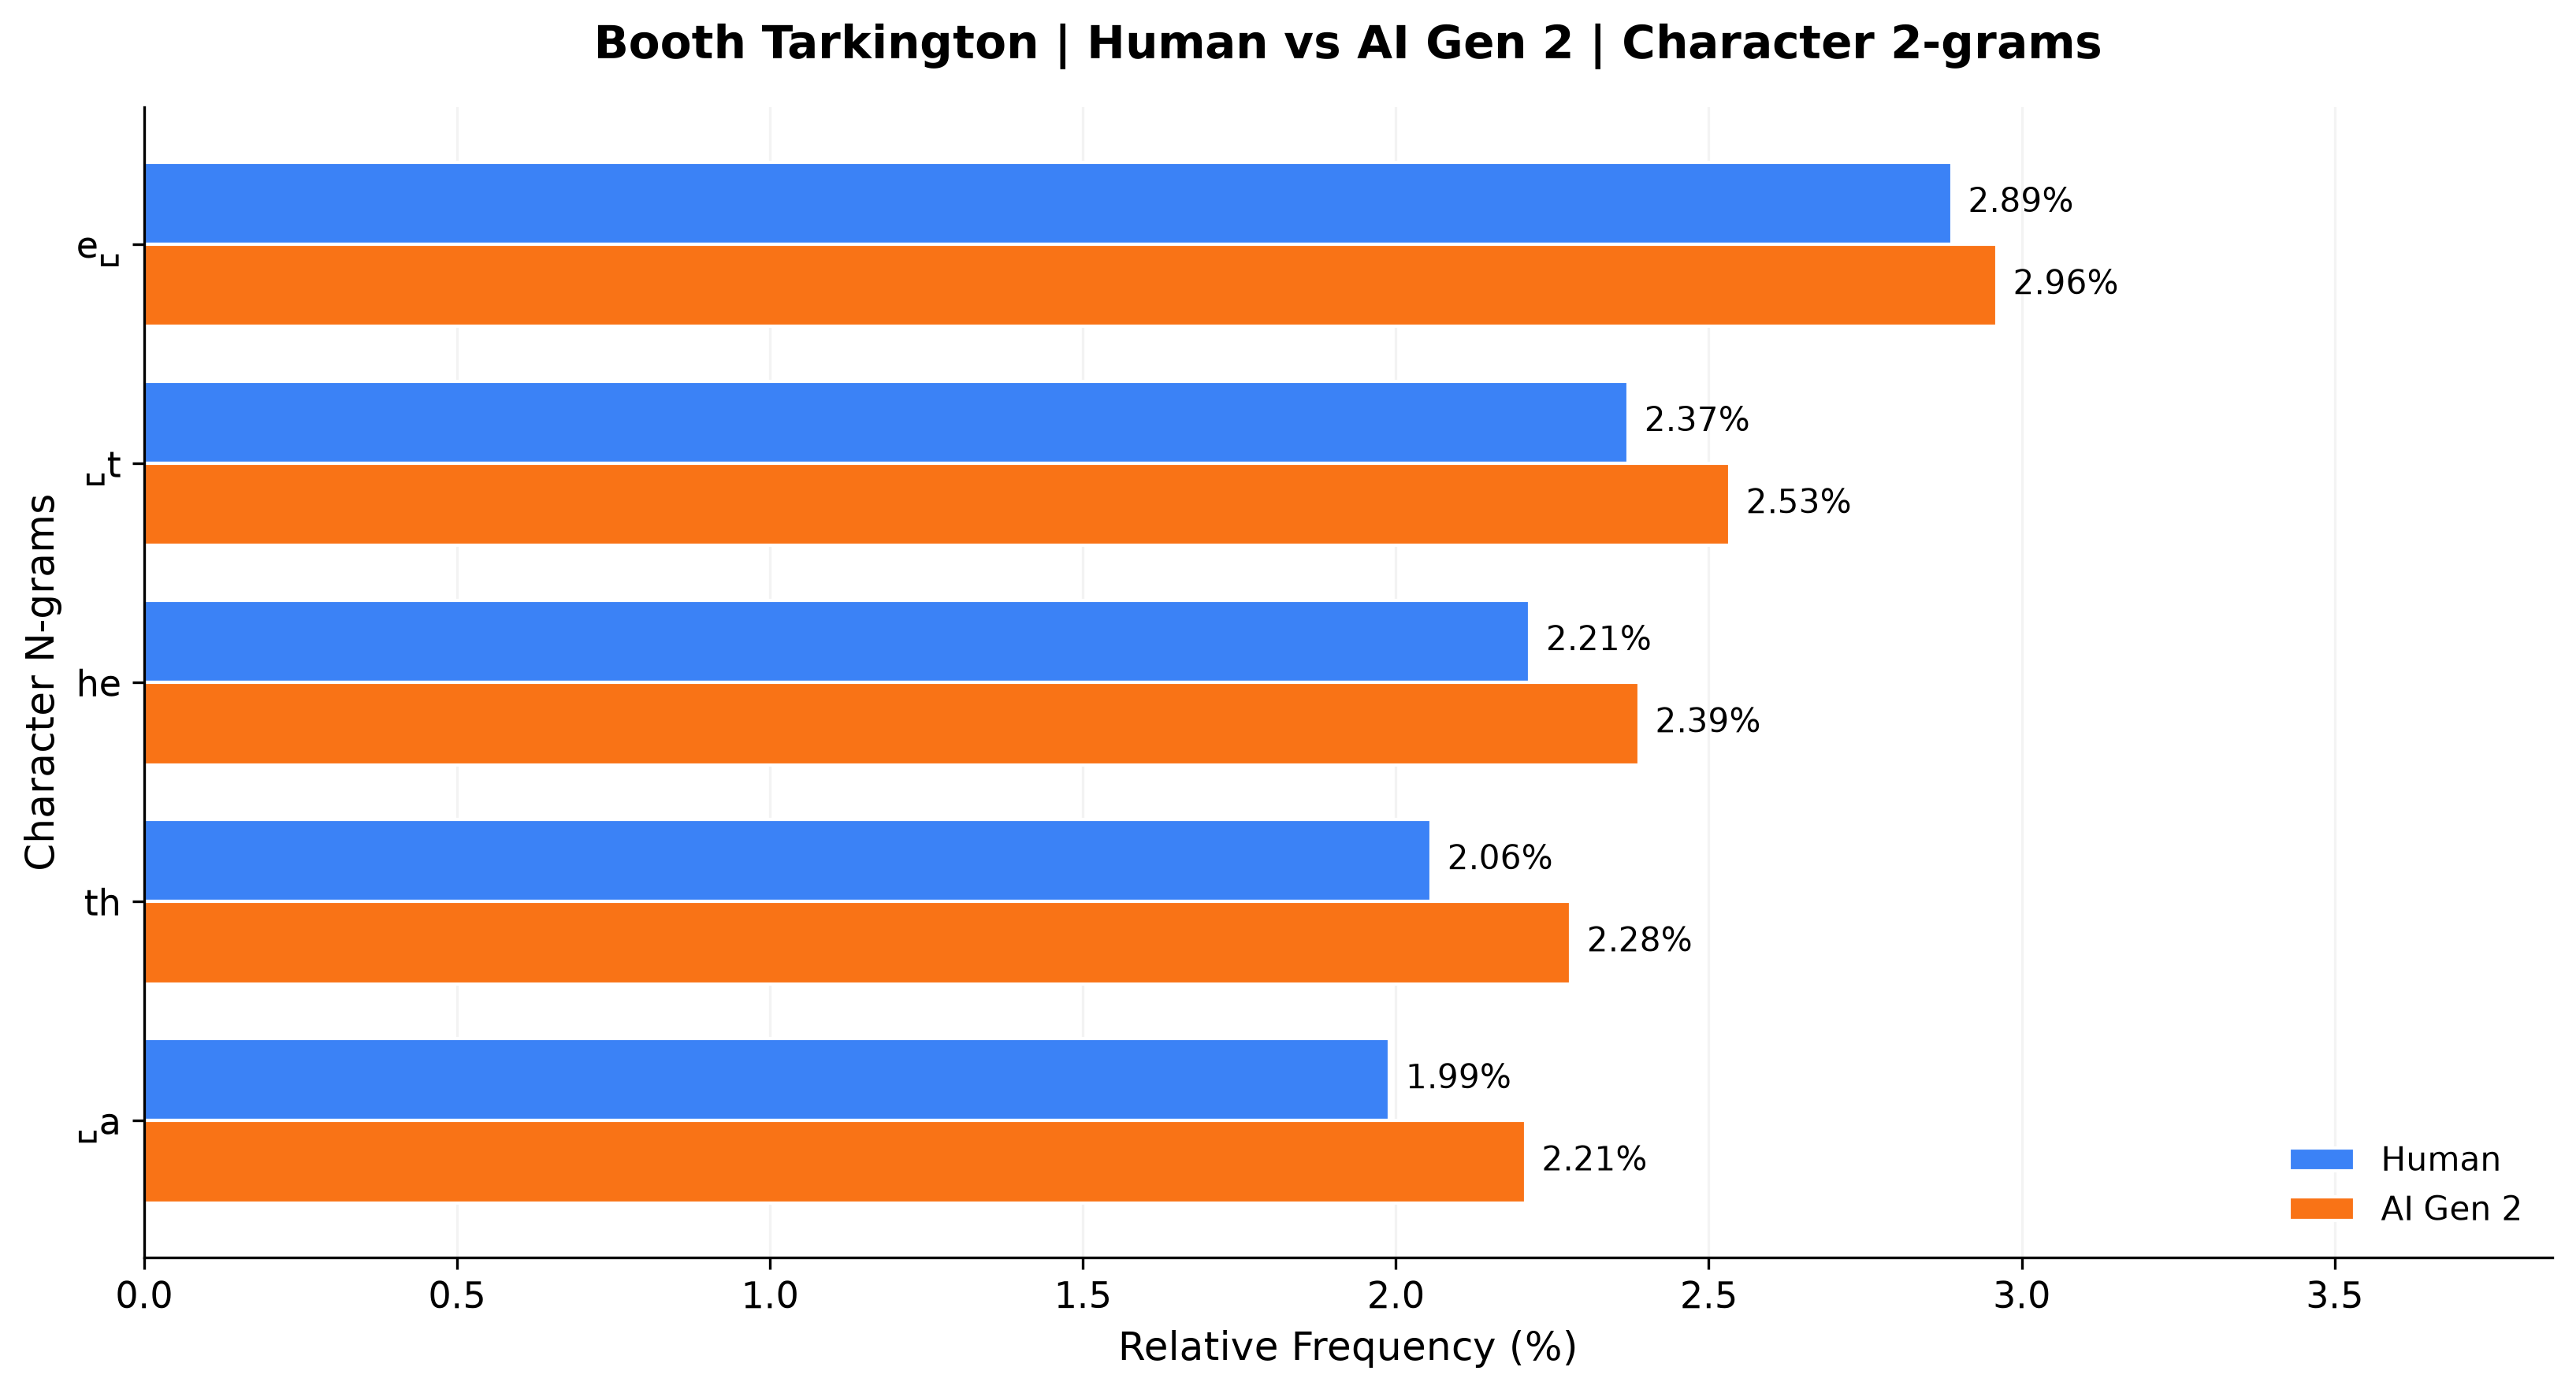 Booth Tarkington | Human vs AI Gen 2 | Character 2-grams
Character N-grams
e␣
2.89%
2.96%
␣t
2.37%
2.53%
he
2.21%
2.39%
th
2.06%
2.28%
␣a
1.99%
2.21%
Human
AI Gen 2
0.0 0.5 1.0 1.5 2.0 2.5 3.0 3.5
Relative Frequency (%)